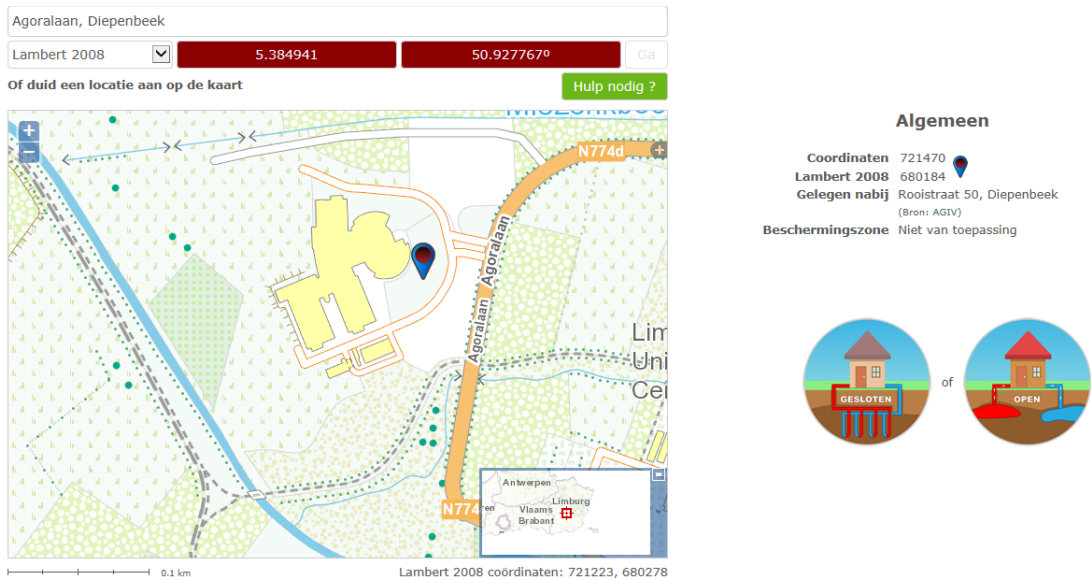 Agoralaan, Diepenbeek
Lambert 2008 5.384941 50.927767º Ga
Of duid een locatie aan op de kaart Hulp nodig ?
N774d
Agoralaan
Agoralaan
Lim
Uni
Cei
N774
Antwerpen
Limburg
Vlaams
Brabant
0.1 km
Lambert 2008 coördinaten: 721223, 680278
Algemeen
Coordinaten 721470
Lambert 2008 680184
Gelegen nabij Rooistraat 50, Diepenbeek
(Bron: AGIV)
Beschermingszone Niet van toepassing
GESLOTEN of OPEN